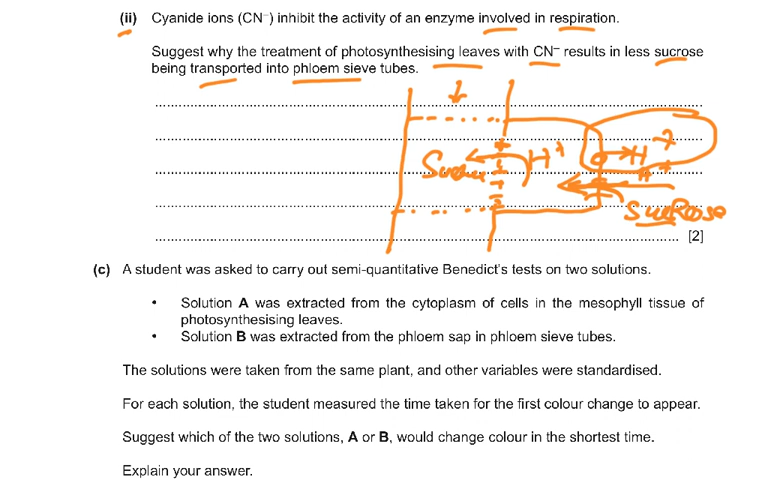 (ii) Cyanide ions (CN⁻) inhibit the activity of an enzyme involved in respiration.
Suggest why the treatment of photosynthesising leaves with CN⁻ results in less sucrose
being transported into phloem sieve tubes.
H⁺
H⁺
H⁺
Sucrose
[2]
(c) A student was asked to carry out semi-quantitative Benedict's tests on two solutions.
• Solution A was extracted from the cytoplasm of cells in the mesophyll tissue of
photosynthesising leaves.
• Solution B was extracted from the phloem sap in phloem sieve tubes.
The solutions were taken from the same plant, and other variables were standardised.
For each solution, the student measured the time taken for the first colour change to appear.
Suggest which of the two solutions, A or B, would change colour in the shortest time.
Explain your answer.